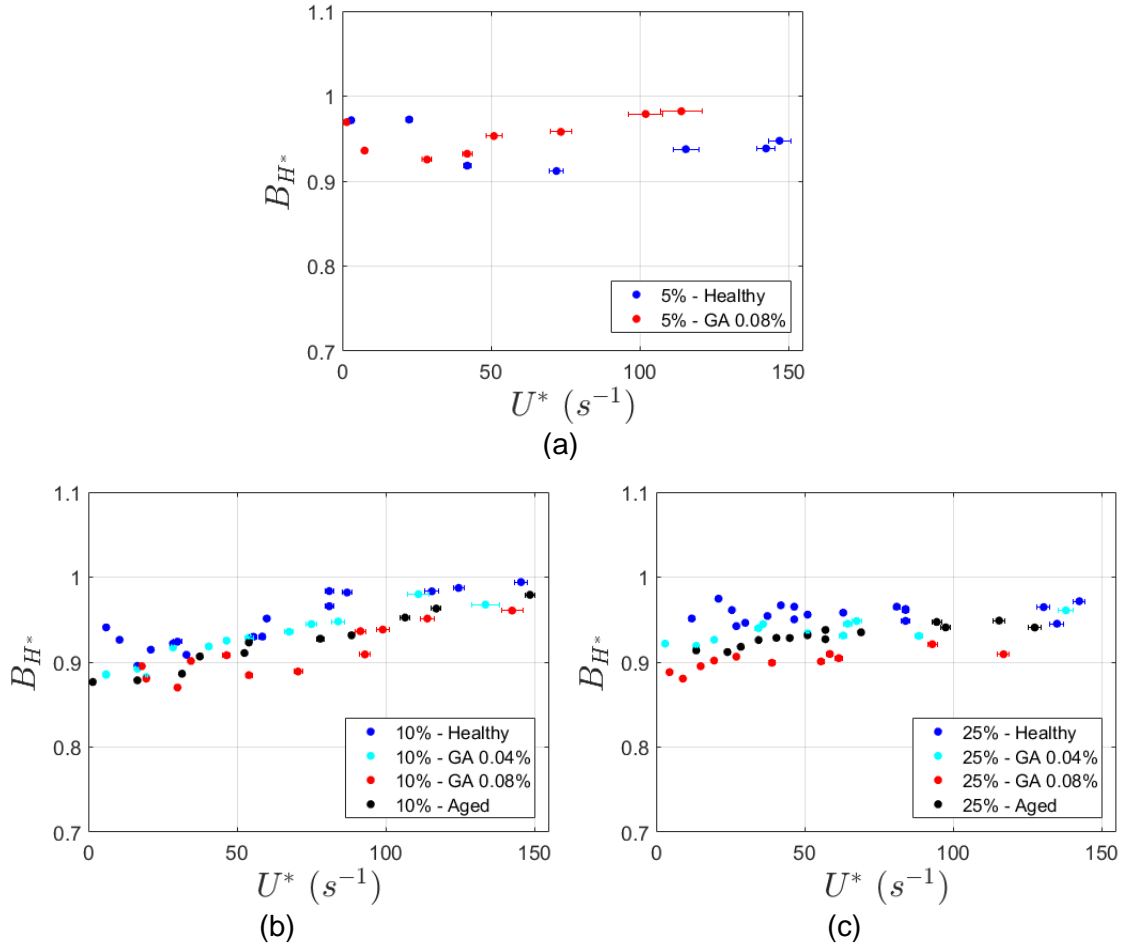 1.1
1
0.9
0.8
0.7
B_{H^*}
0 50 100 150
U^* (s^{-1})
5% - Healthy
5% - GA 0.08%
(a)
1.1
1
0.9
0.8
0.7
B_{H^*}
0 50 100 150
U^* (s^{-1})
10% - Healthy
10% - GA 0.04%
10% - GA 0.08%
10% - Aged
(b)
1.1
1
0.9
0.8
0.7
B_{H^*}
0 50 100 150
U^* (s^{-1})
25% - Healthy
25% - GA 0.04%
25% - GA 0.08%
25% - Aged
(c)